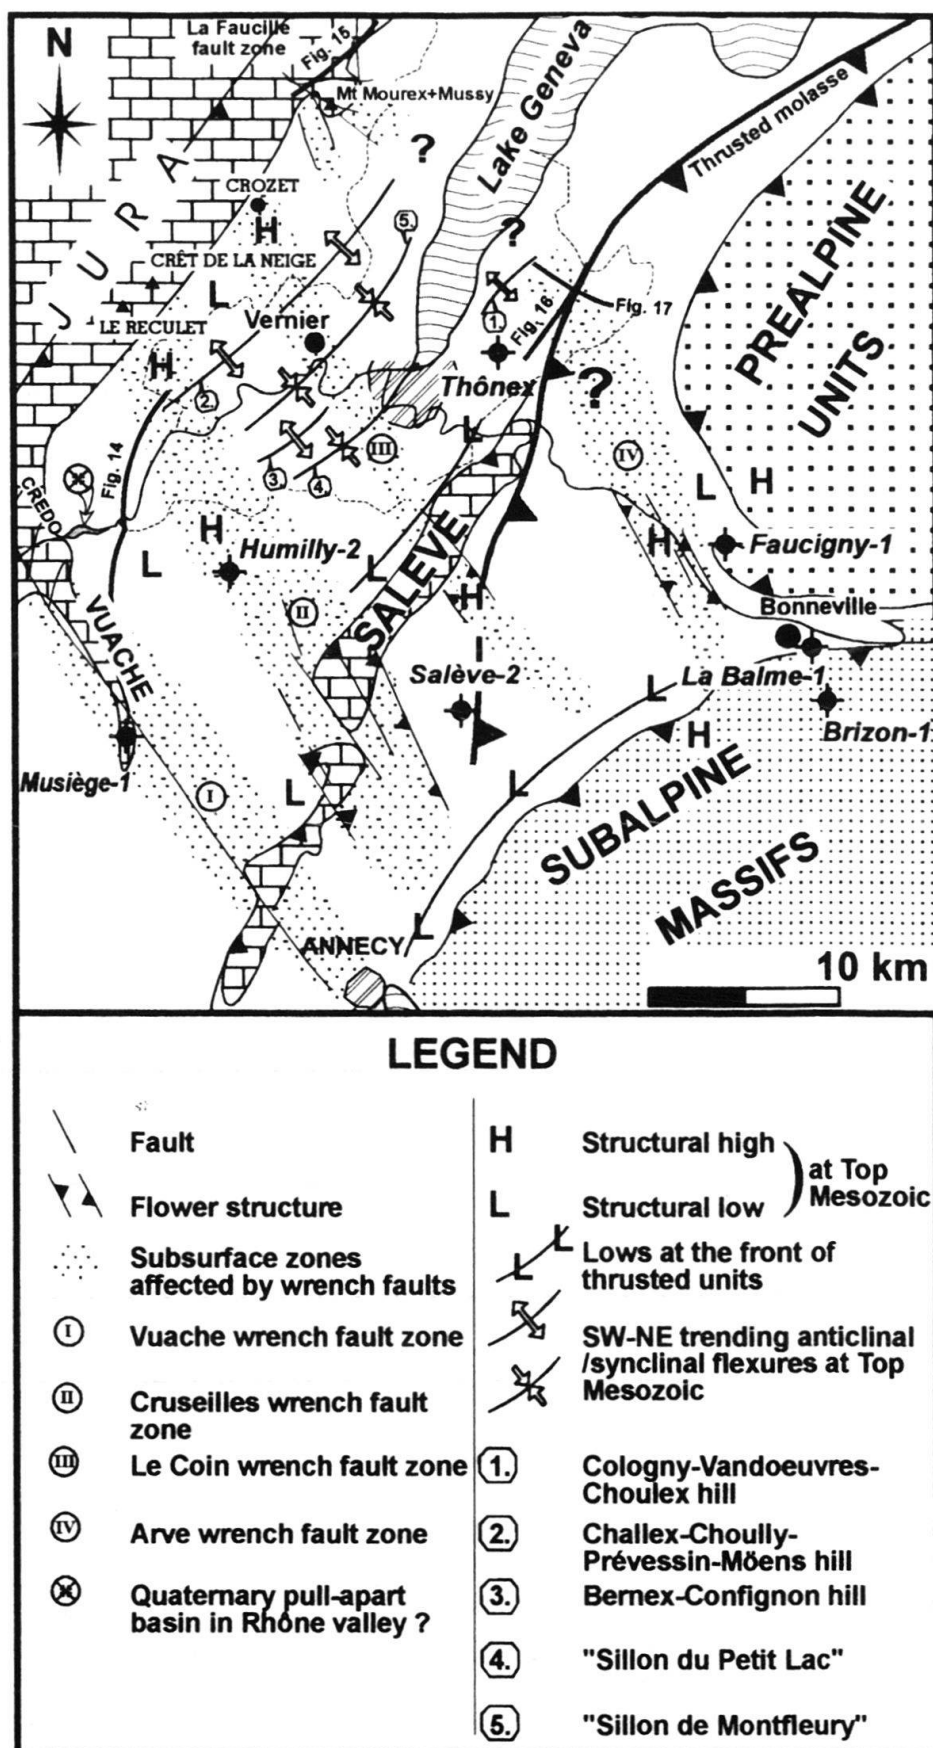 N
La Faucille
fault zone
Fig. 15
Mt Mourex+Mussy
Lake Geneva
Thrusted molasse
?
JURA
CROZET
H
5.
?
PREALPINE
UNITS
CRÊT DE LA NEIGE
L
Vernier
1.
Fig. 16
Fig. 17
LE RECULET
H
Thônex
?
2.
L
III
IV
3.
4.
Fig. 14
CREDO
L
H
H
Humilly-2
L
H
Faucigny-1
L
L
SALÈVE
II
H
Bonneville
VUACHE
L
Salève-2
L
La Balme-1
H
Brizon-1
Musiège-1
I
L
L
SUBALPINE
MASSIFS
L
ANNECY
10 km
LEGEND
Fault
Flower structure
Subsurface zones
affected by wrench faults
I Vuache wrench fault zone
II Cruseilles wrench fault
zone
III Le Coin wrench fault zone
IV Arve wrench fault zone
Quaternary pull-apart
basin in Rhône valley ?
H Structural high
at Top
Mesozoic
L Structural low
L
L
Lows at the front of
thrusted units
SW-NE trending anticlinal
/synclinal flexures at Top
Mesozoic
1. Cologny-Vandoeuvres-
Choulex hill
2. Challex-Choully-
Prévessin-Möens hill
3. Bernex-Confignon hill
4. "Sillon du Petit Lac"
5. "Sillon de Montfleury"